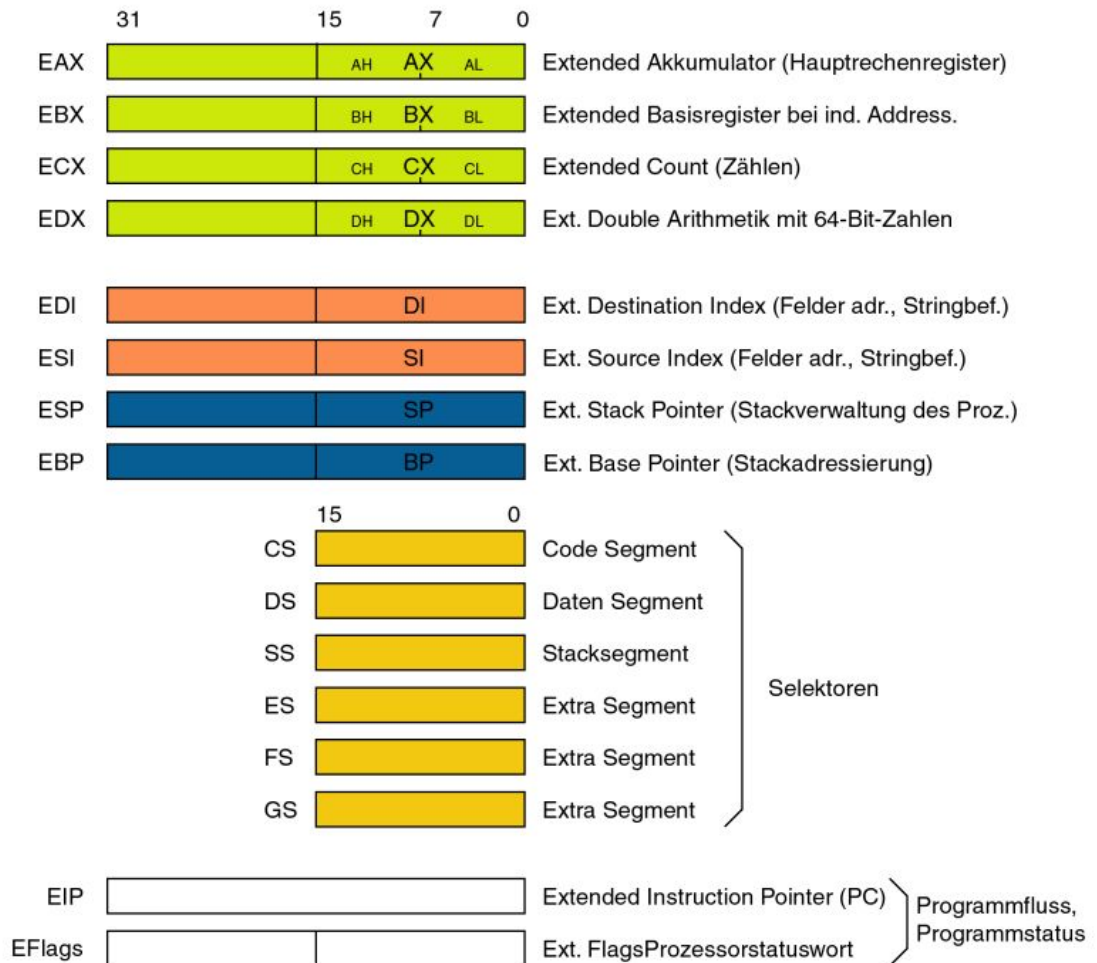 31 15 7 0
EAX AH AX AL Extended Akkumulator (Hauptrechenregister)
EBX BH BX BL Extended Basisregister bei ind. Address.
ECX CH CX CL Extended Count (Zählen)
EDX DH DX DL Ext. Double Arithmetik mit 64-Bit-Zahlen
EDI DI Ext. Destination Index (Felder adr., Stringbef.)
ESI SI Ext. Source Index (Felder adr., Stringbef.)
ESP SP Ext. Stack Pointer (Stackverwaltung des Proz.)
EBP BP Ext. Base Pointer (Stackadressierung)
15 0
CS Code Segment
DS Daten Segment
SS Stacksegment
ES Extra Segment
FS Extra Segment
GS Extra Segment
Selektoren
EIP Extended Instruction Pointer (PC)
EFlags Ext. FlagsProzessorstatuswort
Programmfluss,
Programmstatus